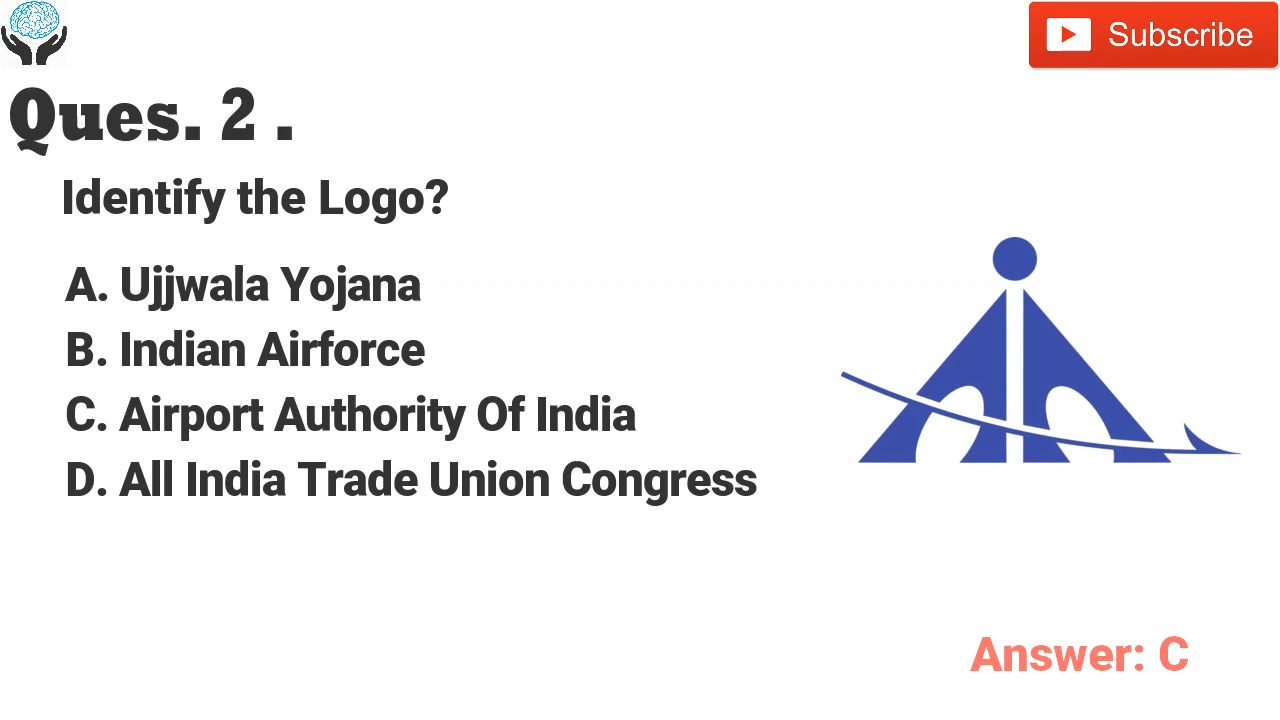 Subscribe
Ques. 2 .
Identify the Logo?
A. Ujjwala Yojana
B. Indian Airforce
C. Airport Authority Of India
D. All India Trade Union Congress
Answer: C